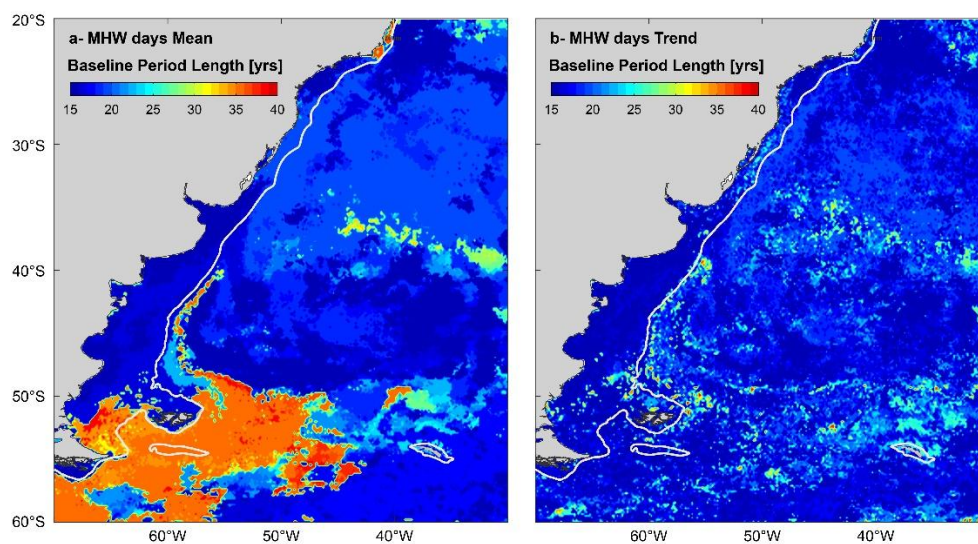 a- MHW days Mean
Baseline Period Length [yrs]
15 20 25 30 35 40
b- MHW days Trend
Baseline Period Length [yrs]
15 20 25 30 35 40
20°S
30°S
40°S
50°S
60°S
60°W 50°W 40°W
60°W 50°W 40°W